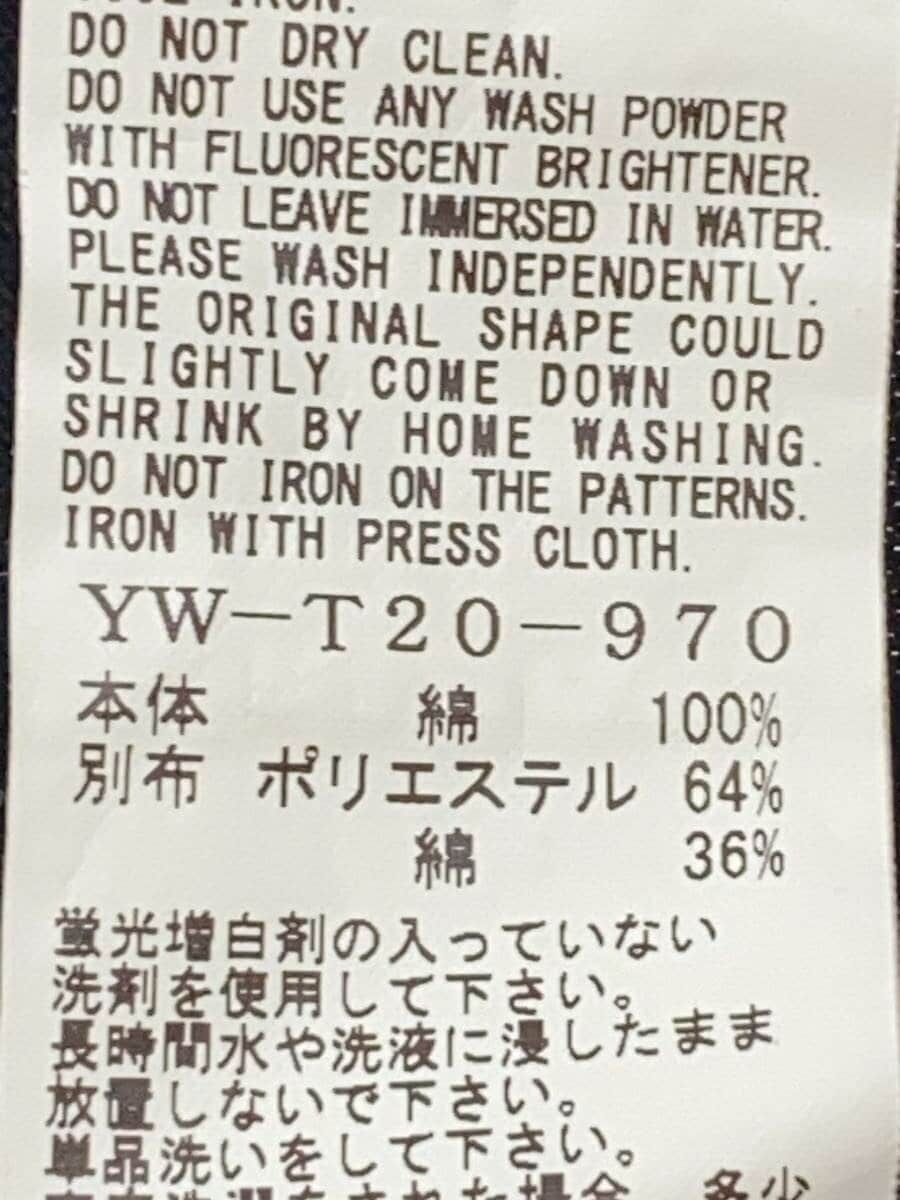 COOL IRON.
DO NOT DRY CLEAN.
DO NOT USE ANY WASH POWDER
WITH FLUORESCENT BRIGHTENER.
DO NOT LEAVE IMMERSED IN WATER.
PLEASE WASH INDEPENDENTLY.
THE ORIGINAL SHAPE COULD
SLIGHTLY COME DOWN OR
SHRINK BY HOME WASHING.
DO NOT IRON ON THE PATTERNS.
IRON WITH PRESS CLOTH.
YW-T20-970
本体 綿 100%
別布 ポリエステル 64%
綿 36%
蛍光増白剤の入っていない
洗剤を使用して下さい。
長時間水や洗液に浸したまま
放置しないで下さい。
単品洗いをして下さい。
場合 多少